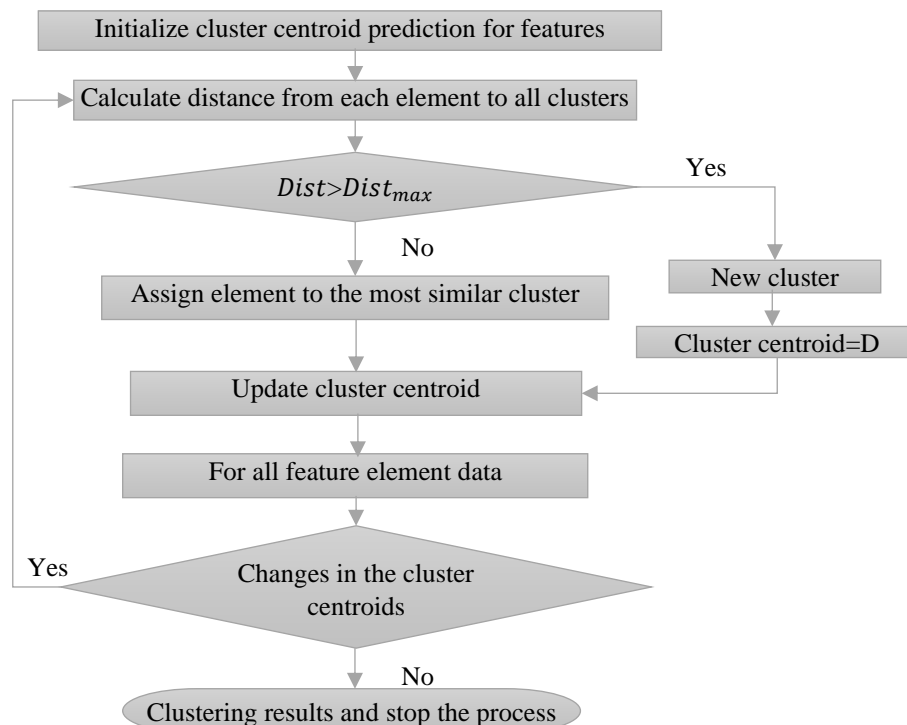 Initialize cluster centroid prediction for features
Calculate distance from each element to all clusters
Yes
Dist>Dist_max
No
New cluster
Assign element to the most similar cluster
Cluster centroid=D
Update cluster centroid
For all feature element data
Yes
Changes in the cluster
centroids
No
Clustering results and stop the process